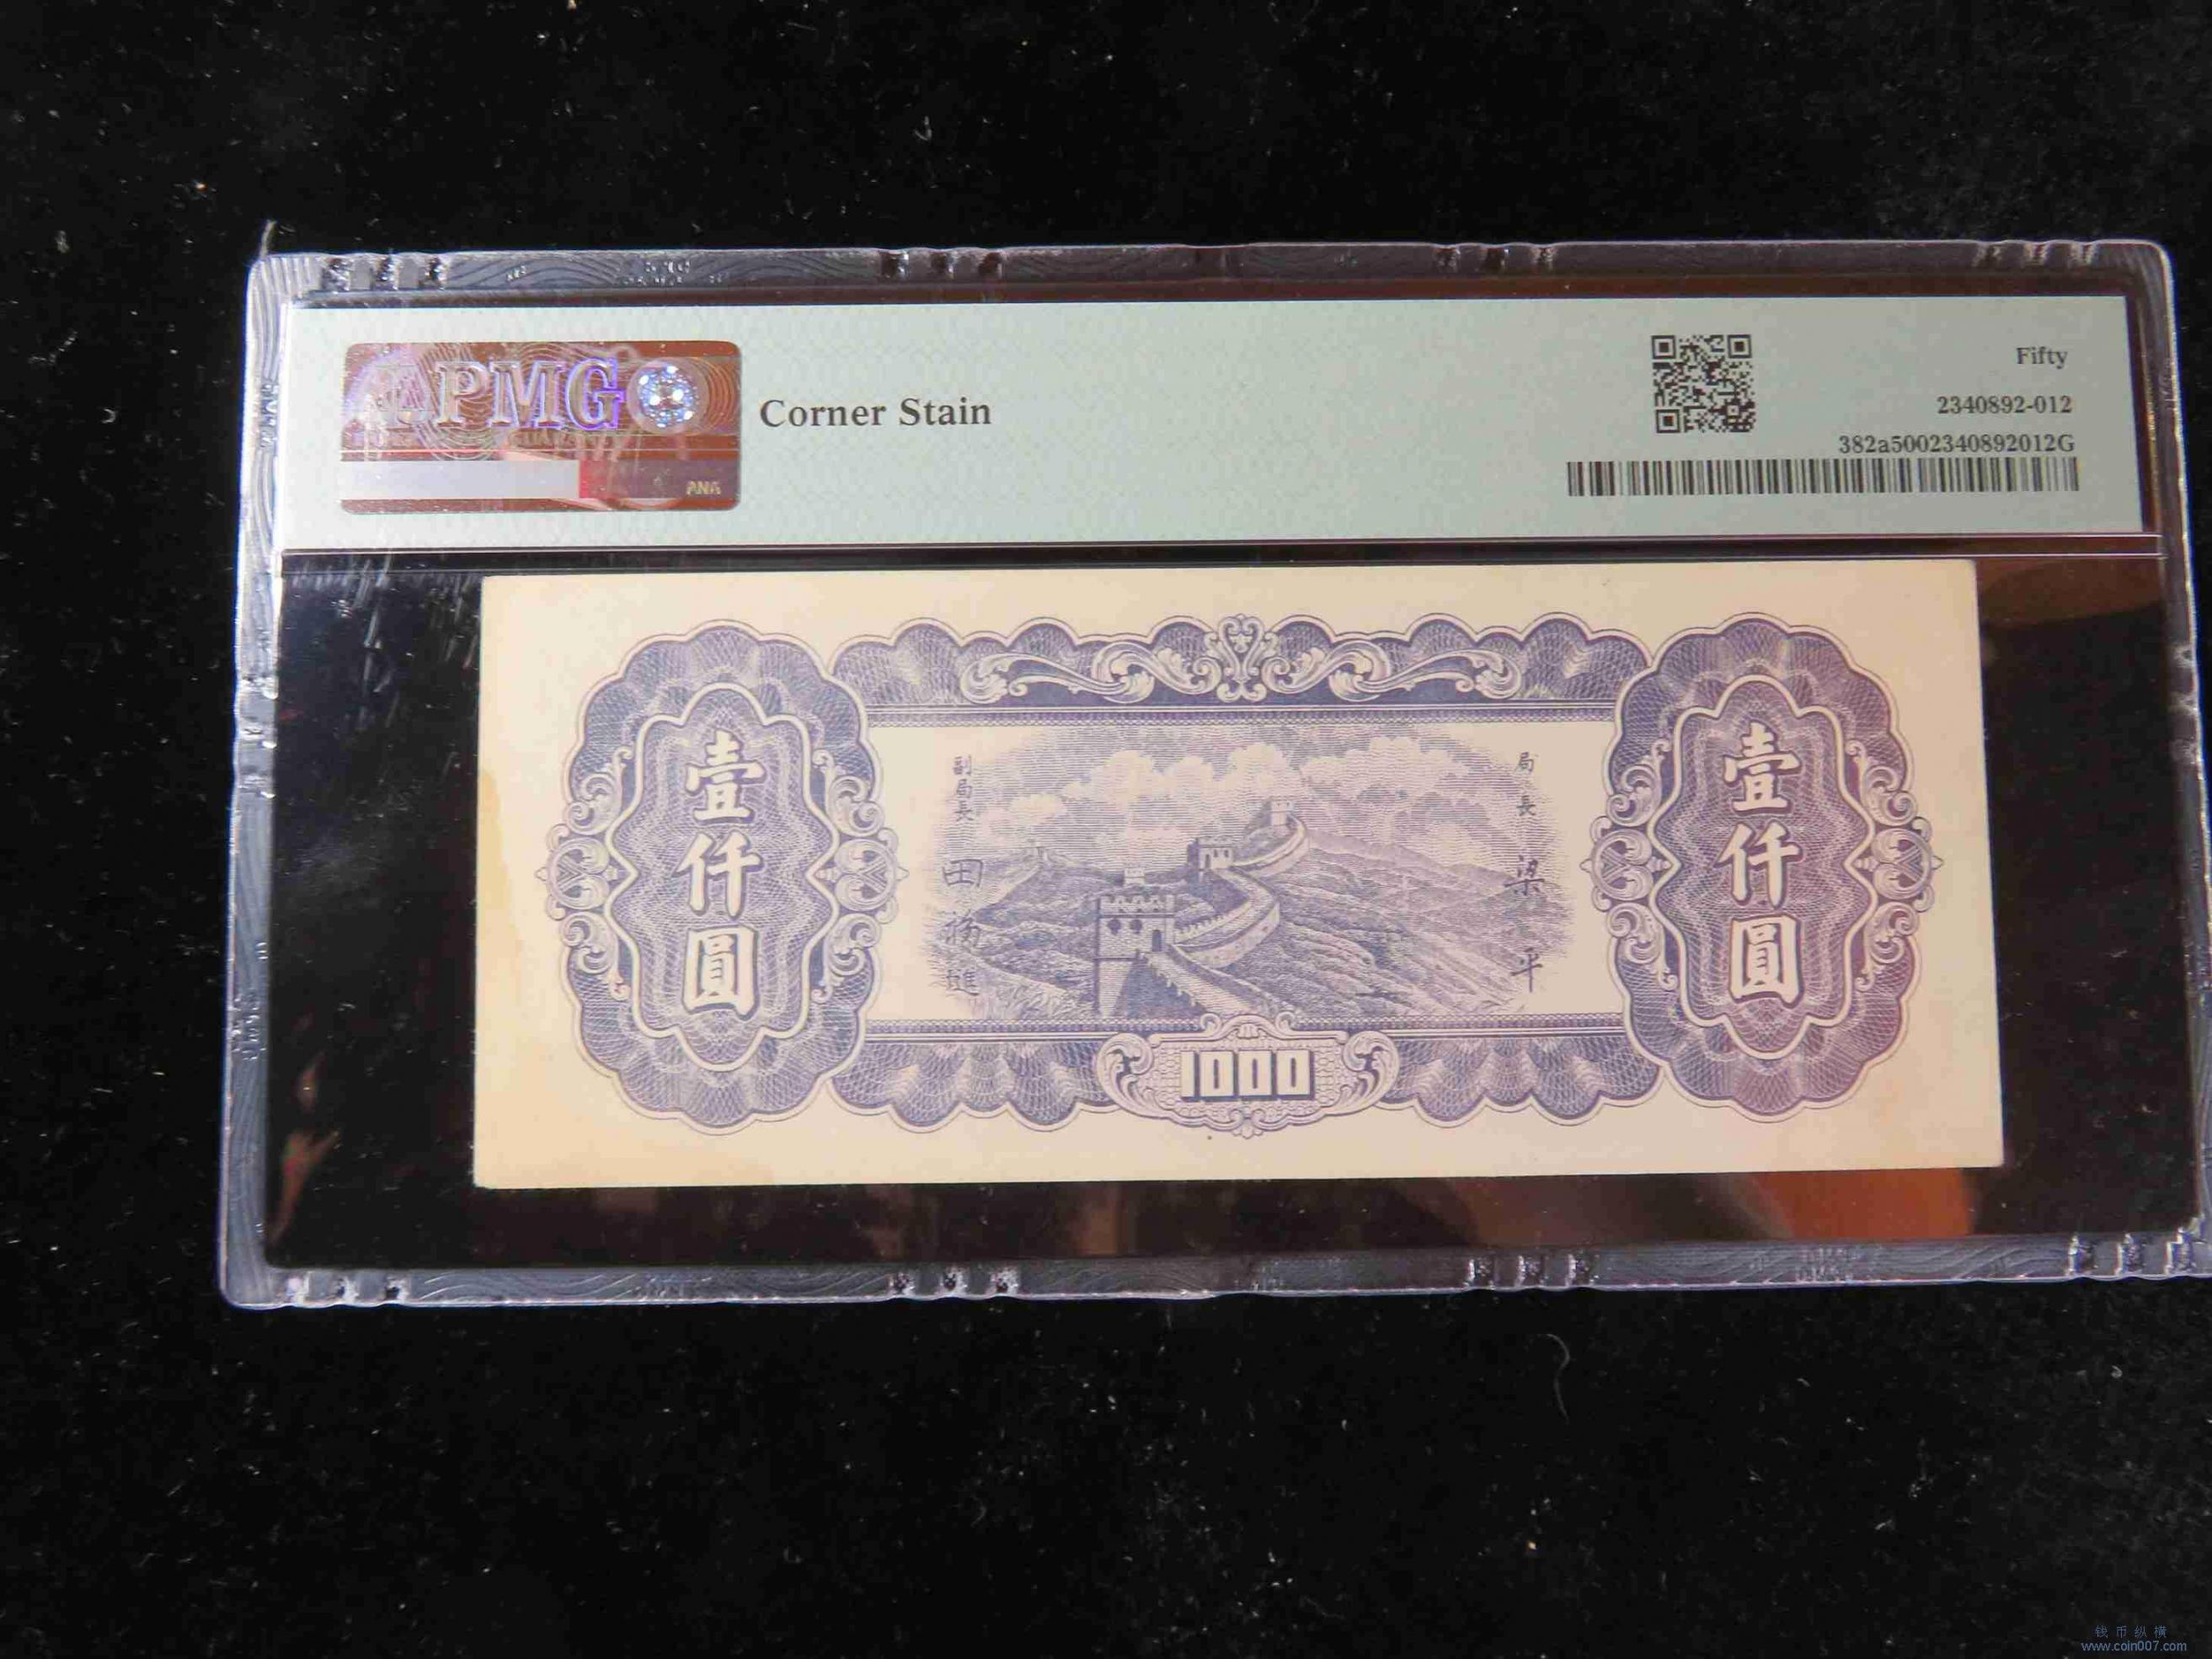 PMG
ANA
Corner Stain
Fifty
2340892-012
382a5002340892012G
壹仟圓
副局長
田
局長
梁平
壹仟圓
1000
钱币纵横
www.coin007.com